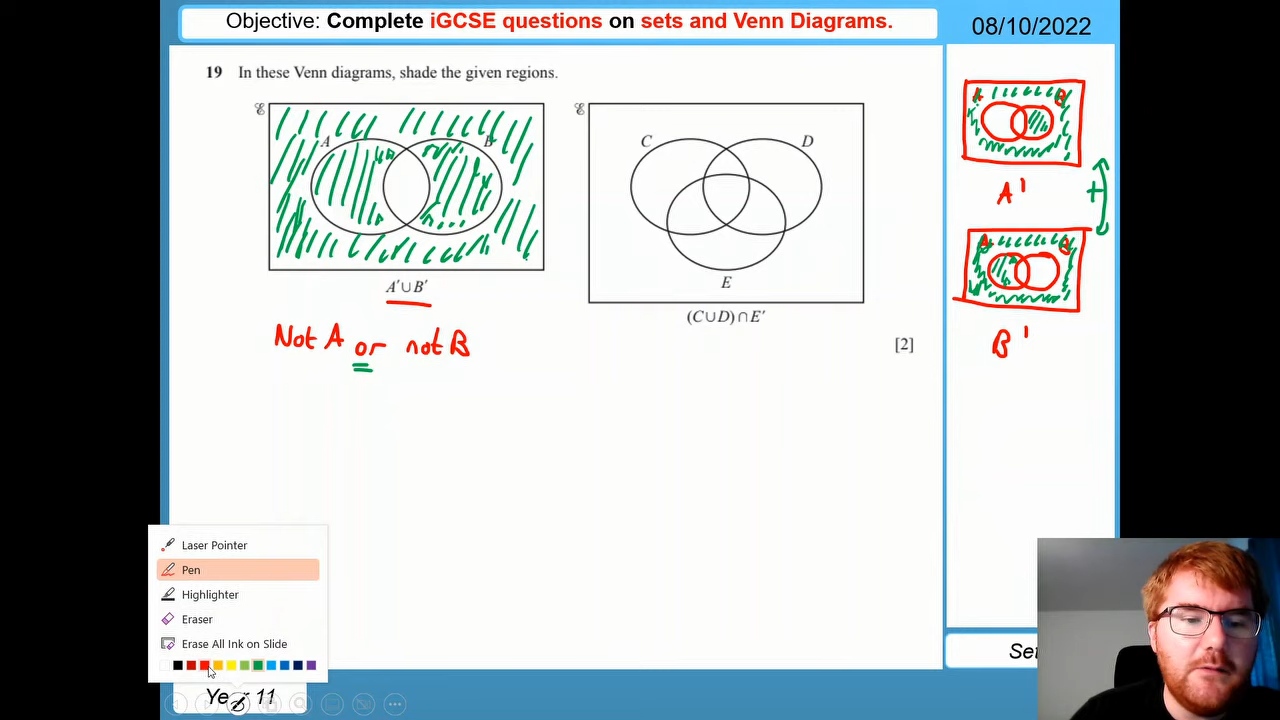 Objective: Complete iGCSE questions on sets and Venn Diagrams.
08/10/2022
19 In these Venn diagrams, shade the given regions.
ℰ
A
B
A′∪B′
ℰ
C
D
E
(C∪D)∩E′
[2]
Not A or not B
A
B
A'
+
A
B
B'
Laser Pointer
Pen
Highlighter
Eraser
Erase All Ink on Slide
11